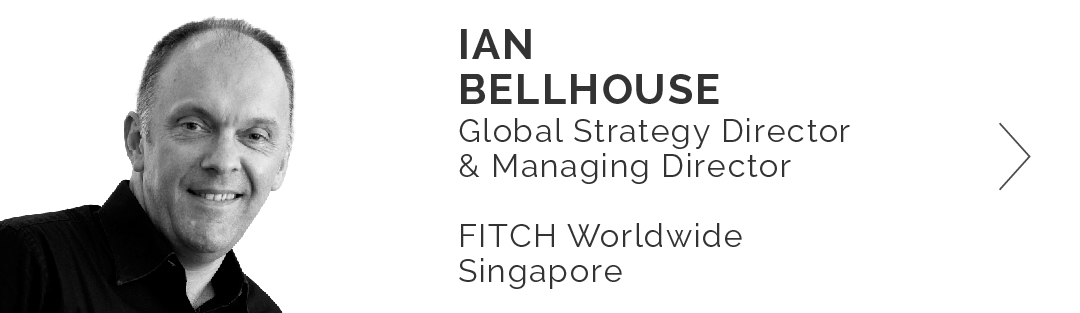 IAN
BELLHOUSE
Global Strategy Director
& Managing Director
FITCH Worldwide
Singapore